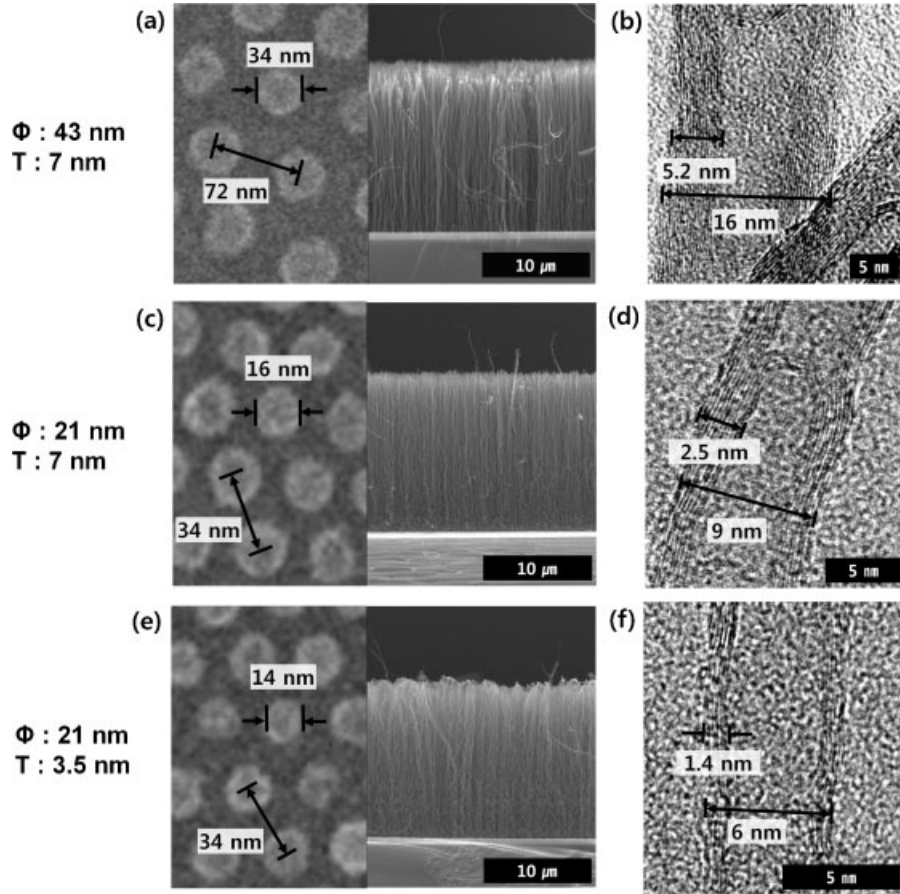 (a)
34 nm
72 nm
10 μm
(b)
5.2 nm
16 nm
5 nm
Φ : 43 nm
T : 7 nm
(c)
16 nm
34 nm
10 μm
(d)
2.5 nm
9 nm
5 nm
Φ : 21 nm
T : 7 nm
(e)
14 nm
34 nm
10 μm
(f)
1.4 nm
6 nm
5 nm
Φ : 21 nm
T : 3.5 nm